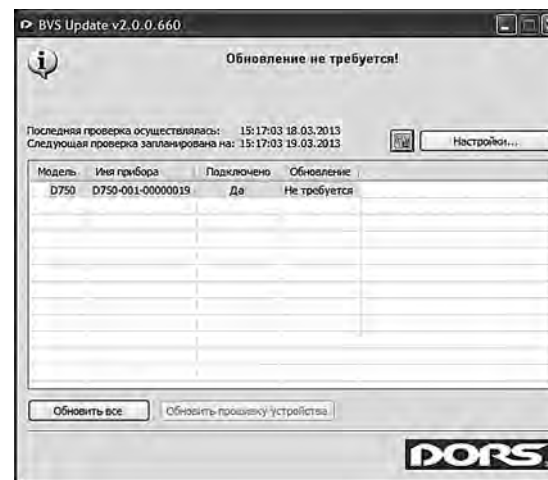 BVS Update v2.0.0.660
Обновление не требуется!
Последняя проверка осуществлялась: 15:17:03 18.03.2013
Следующая проверка запланирована на: 15:17:03 19.03.2013
Настройки...
Модель Имя прибора Подключено Обновление
D750 D750-001-00000019 Да Не требуется
Обновить все Обновить прошивку устройства
DORS